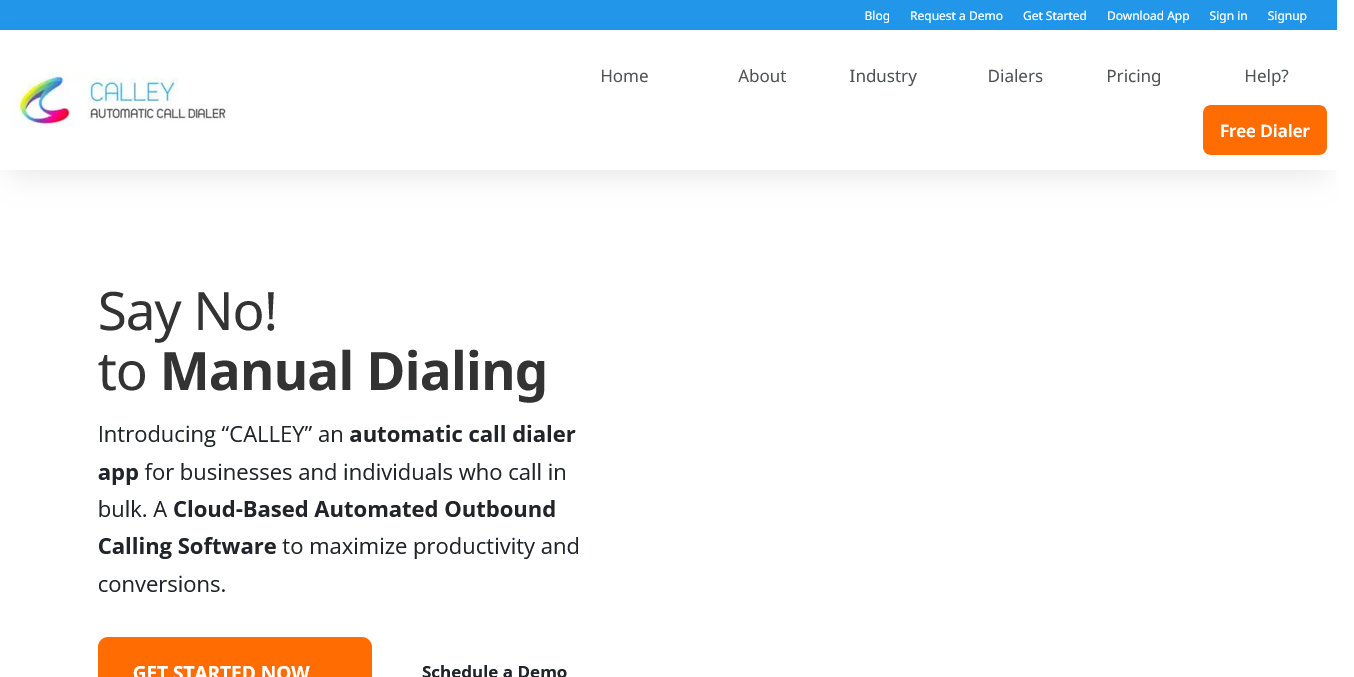 Blog Request a Demo Get Started Download App Sign in Signup
Home About Industry Dialers Pricing Help?
CALLEY
AUTOMATIC CALL DIALER
Free Dialer
Say No!
to Manual Dialing
Introducing “CALLEY” an automatic call dialer
app for businesses and individuals who call in
bulk. A Cloud-Based Automated Outbound
Calling Software to maximize productivity and
conversions.
GET STARTED NOW
Schedule a Demo